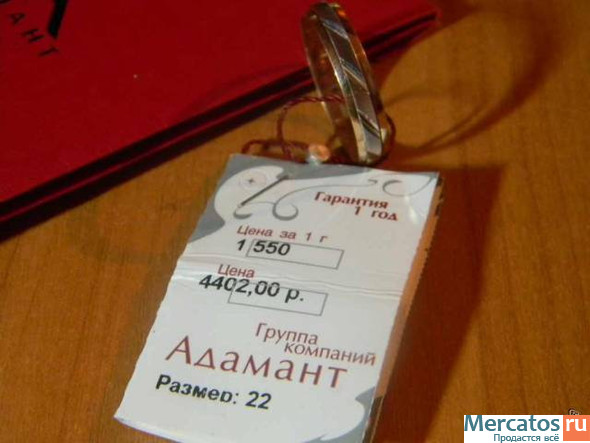 АНТ
Гарантия
1 год
Цена за 1 г
1 550
Цена
4402,00 р.
Группа
компаний
Адамант
Размер: 22
Mercatos.ru
Продастся всё